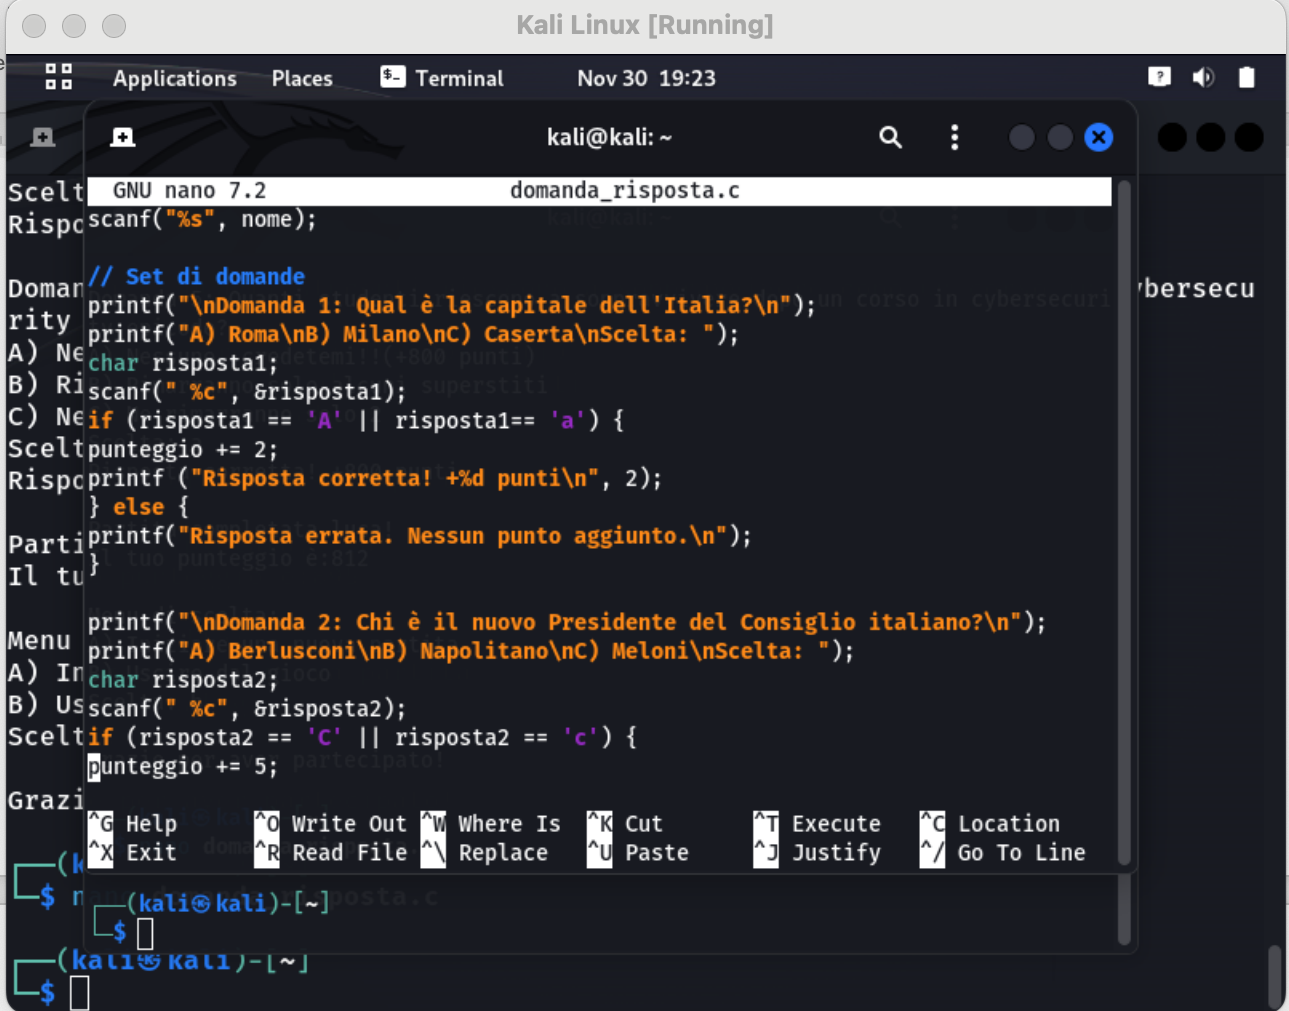 Kali Linux [Running]
Applications Places Terminal Nov 30 19:23
kali@kali: ~
GNU nano 7.2 domanda_risposta.c
scanf("%s", nome);
// Set di domande
printf("\nDomanda 1: Qual è la capitale dell'Italia?\n");
printf("A) Roma\nB) Milano\nC) Caserta\nScelta: ");
char risposta1;
scanf(" %c", &risposta1);
if (risposta1 == 'A' || risposta1== 'a') {
punteggio += 2;
printf ("Risposta corretta! +%d punti\n", 2);
} else {
printf("Risposta errata. Nessun punto aggiunto.\n");
}
printf("\nDomanda 2: Chi è il nuovo Presidente del Consiglio italiano?\n");
printf("A) Berlusconi\nB) Napolitano\nC) Meloni\nScelta: ");
char risposta2;
scanf(" %c", &risposta2);
if (risposta2 == 'C' || risposta2 == 'c') {
punteggio += 5;
^G Help ^O Write Out ^W Where Is ^K Cut ^T Execute ^C Location
^X Exit ^R Read File ^\ Replace ^U Paste ^J Justify ^/ Go To Line
(kali㉿kali)-[~]
$
(kali㉿kali)-[~]
$
Scelt
Rispo
Doman
ybersecu
rity
A) Ne
B) Ri
C) Ne
Scelt
Rispo
Parti
Il tu
Menu
A) In
B) Us
Scelt
Grazi